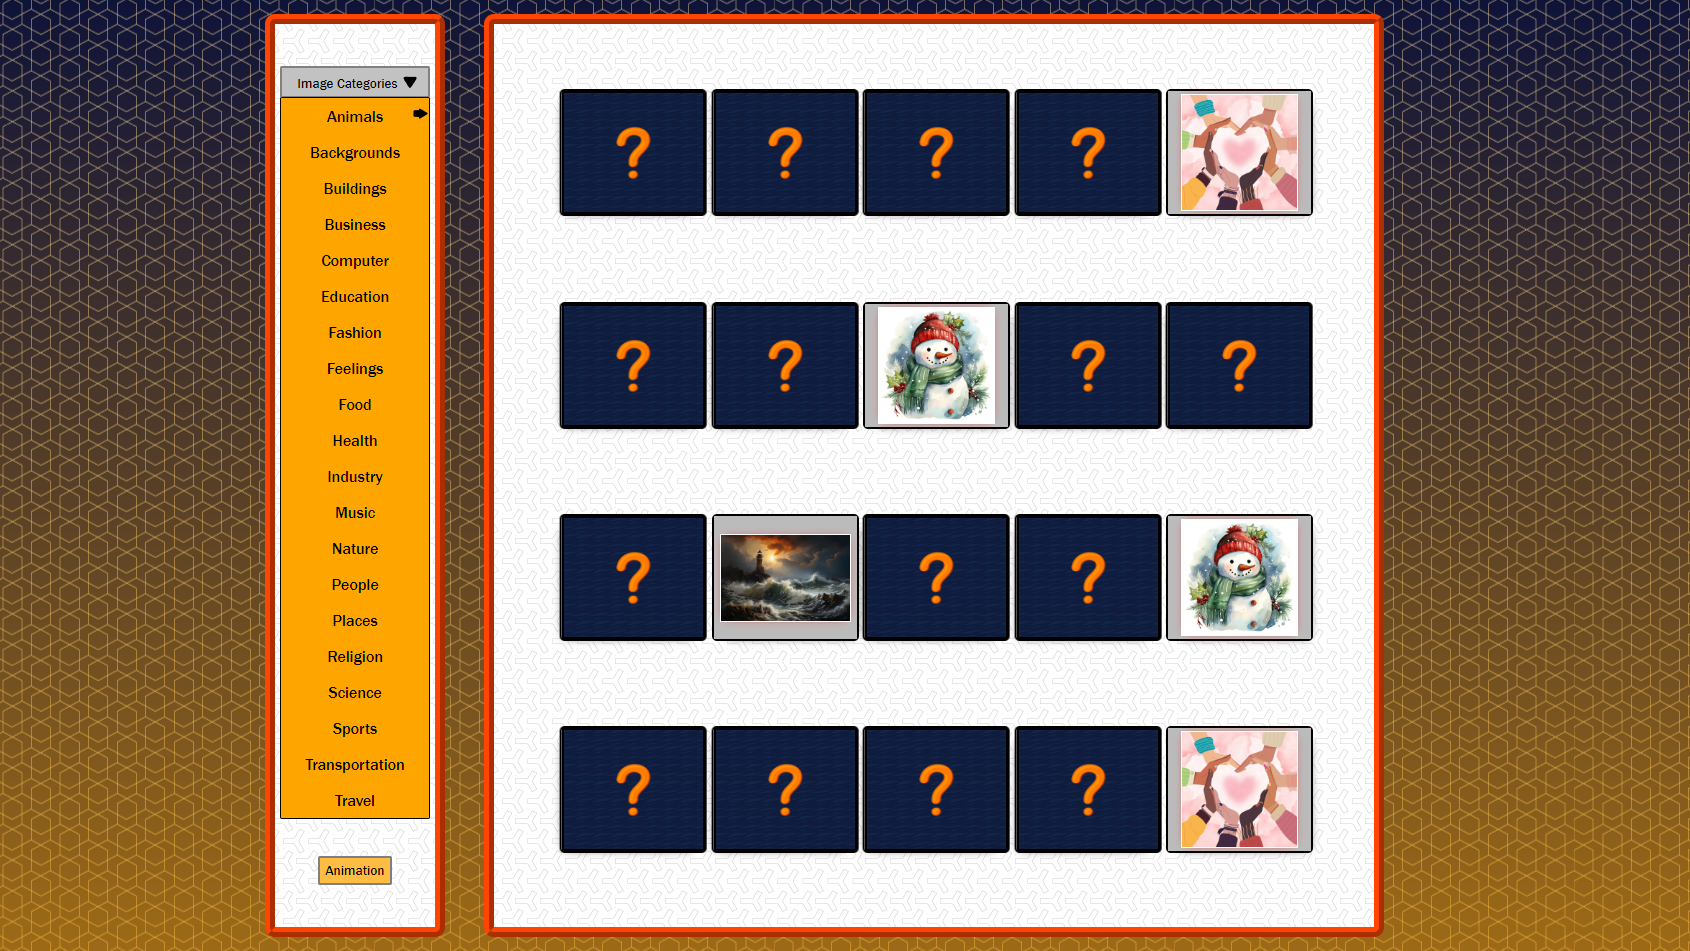 Image Categories
Animals
Backgrounds
Buildings
Business
Computer
Education
Fashion
Feelings
Food
Health
Industry
Music
Nature
People
Places
Religion
Science
Sports
Transportation
Travel
Animation
? ? ? ?
? ? ? ?
? ? ?
? ? ? ?